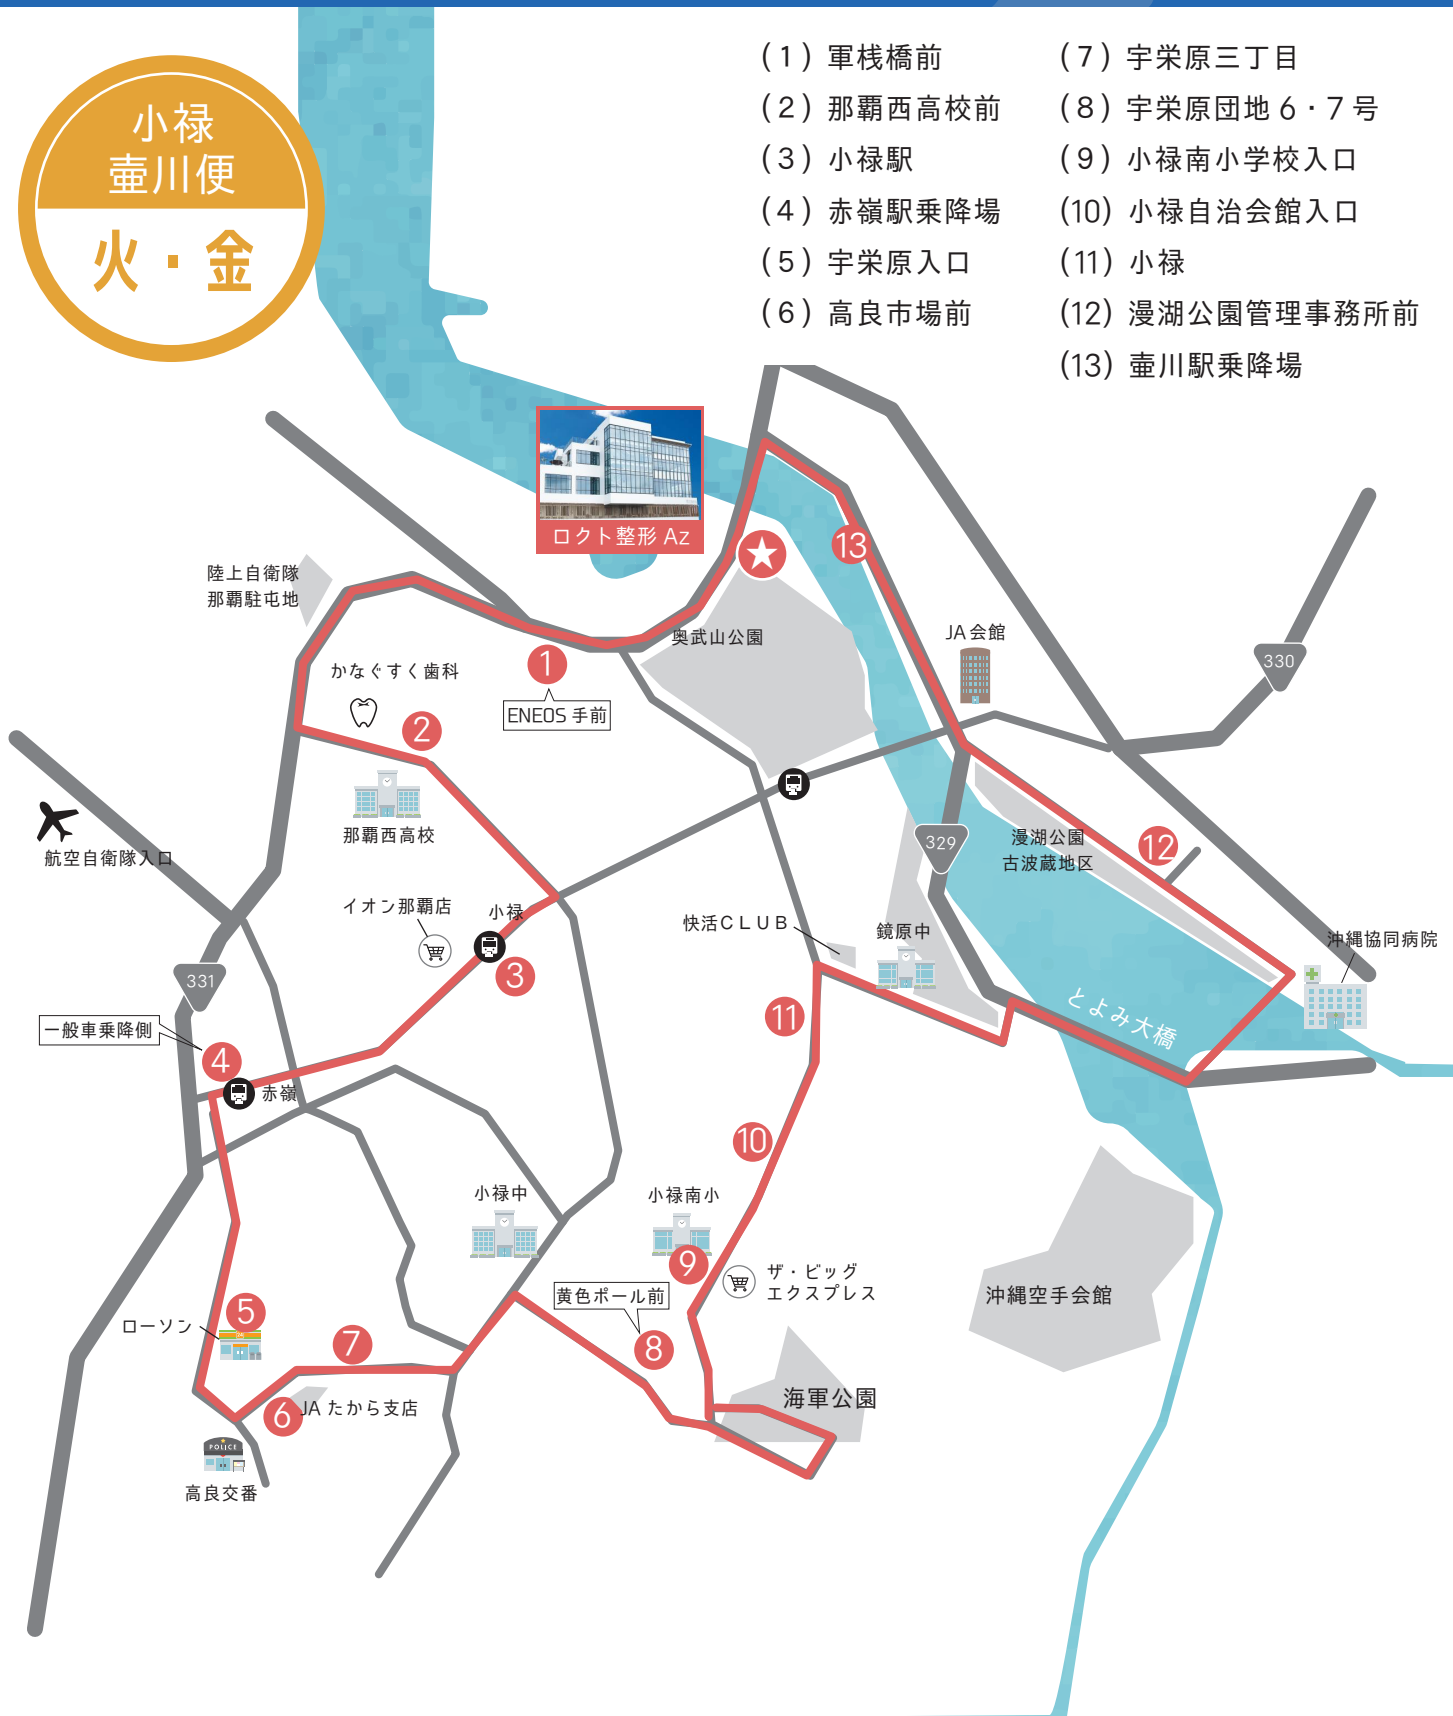 小禄
壷川便
火・金
(1) 軍桟橋前
(2) 那覇西高校前
(3) 小禄駅
(4) 赤嶺駅乗降場
(5) 宇栄原入口
(6) 高良市場前
(7) 宇栄原三丁目
(8) 宇栄原団地6・7号
(9) 小禄南小学校入口
(10) 小禄自治会館入口
(11) 小禄
(12) 漫湖公園管理事務所前
(13) 壷川駅乗降場
ロクト整形 Az
13
陸上自衛隊
那覇駐屯地
奥武山公園
JA会館
330
かなぐすく歯科
1
ENEOS 手前
2
那覇西高校
航空自衛隊入口
329
漫湖公園
古波蔵地区
12
イオン那覇店
小禄
3
快活CLUB
鏡原中
沖縄協同病院
331
とよみ大橋
11
一般車乗降側
4
赤嶺
10
小禄中
小禄南小
9
ザ・ビッグ
エクスプレス
黄色ポール前
沖縄空手会館
ローソン
5
7
8
6
JA たから支店
海軍公園
POLICE
高良交番